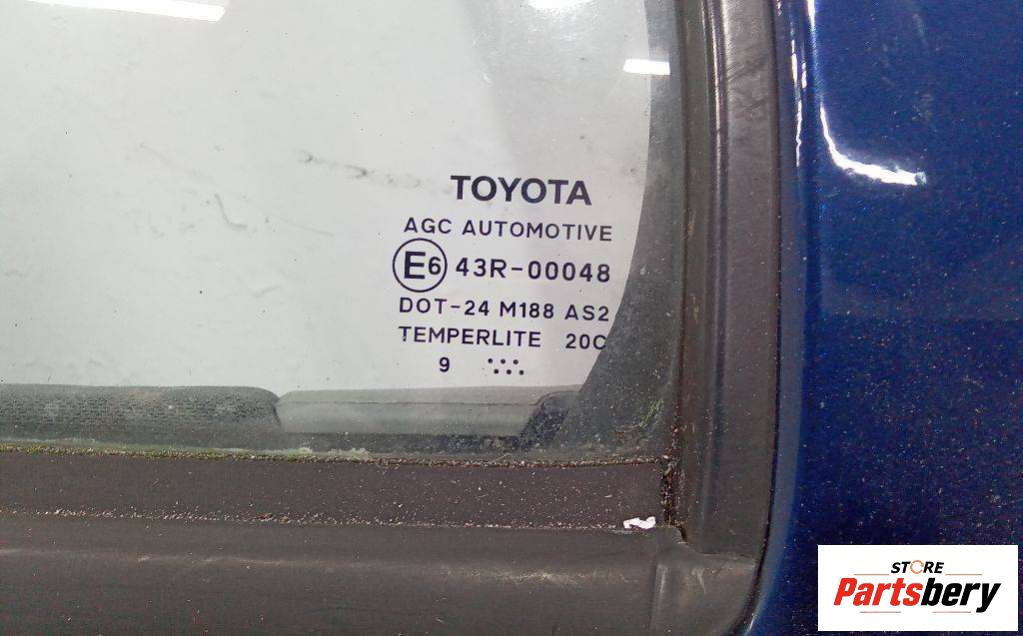 TOYOTA
AGC AUTOMOTIVE
E6 43R-00048
DOT-24 M188 AS2
TEMPERLITE 20C
9
STORE
Partsbery